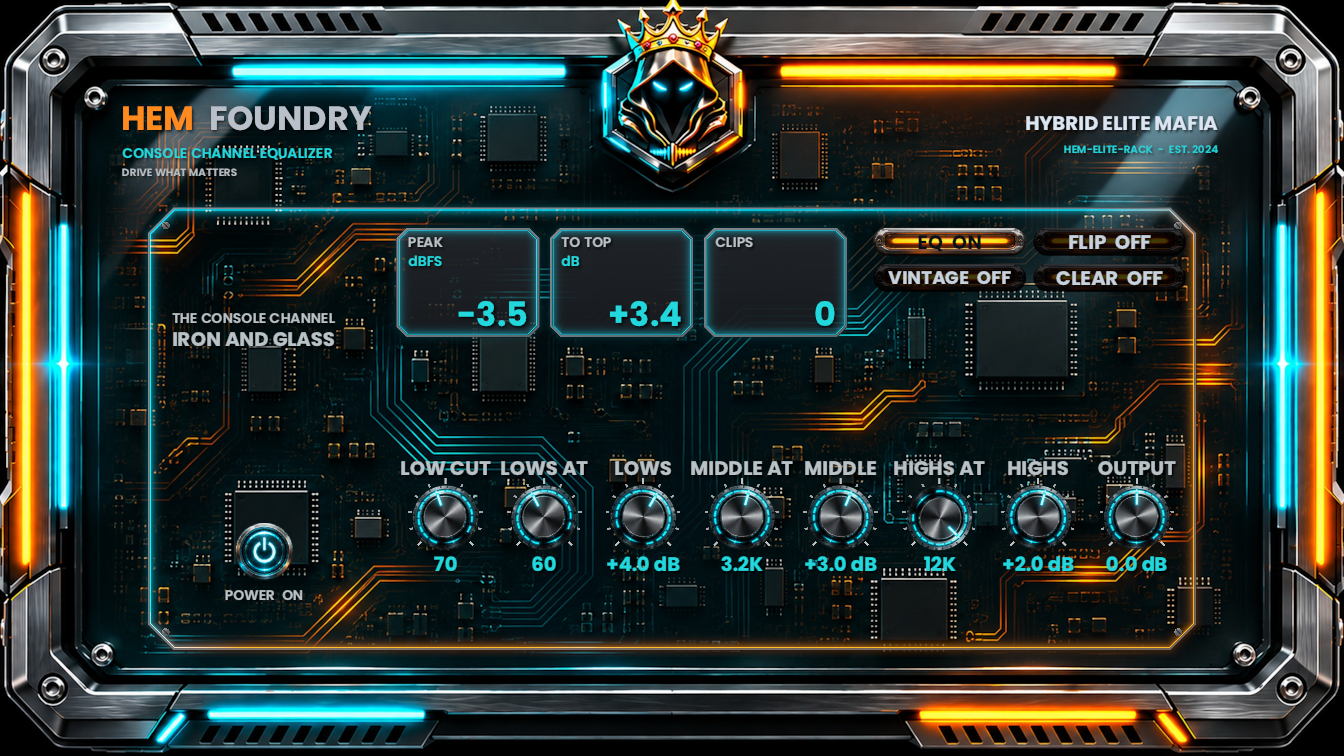 HEM FOUNDRY
CONSOLE CHANNEL EQUALIZER
DRIVE WHAT MATTERS
HYBRID ELITE MAFIA
HEM-ELITE-RACK - EST. 2024
PEAK
dBFS
-3.5
TO TOP
dB
+3.4
CLIPS
0
EQ ON
FLIP OFF
VINTAGE OFF
CLEAR OFF
THE CONSOLE CHANNEL
IRON AND GLASS
LOW CUT LOWS AT LOWS MIDDLE AT MIDDLE HIGHS AT HIGHS OUTPUT
70 60 +4.0 dB 3.2K +3.0 dB 12K +2.0 dB 0.0 dB
POWER ON